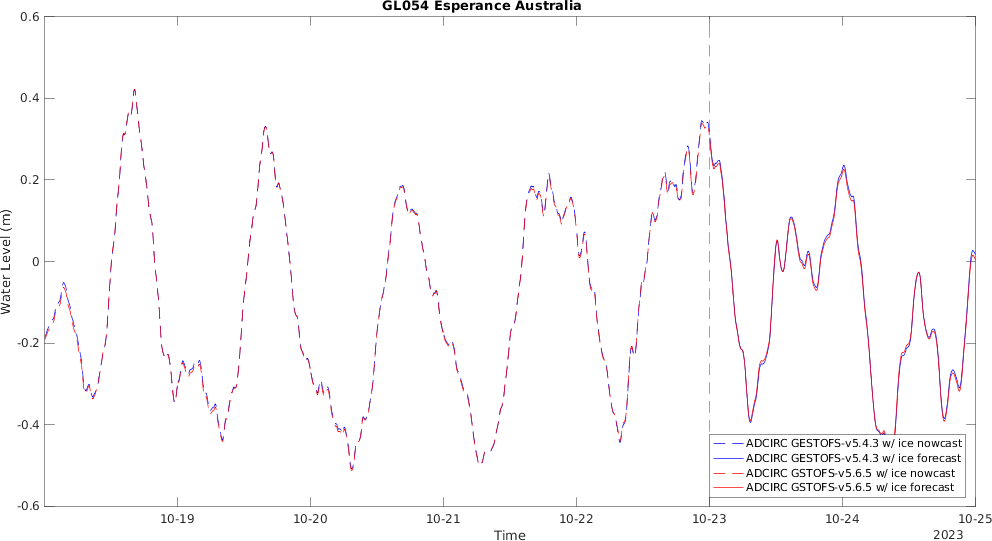 GL054 Esperance Australia
Water Level (m)
0.6
0.4
0.2
0
-0.2
-0.4
-0.6
ADCIRC GESTOFS-v5.4.3 w/ ice nowcast
ADCIRC GESTOFS-v5.4.3 w/ ice forecast
ADCIRC GSTOFS-v5.6.5 w/ ice nowcast
ADCIRC GSTOFS-v5.6.5 w/ ice forecast
10-19 10-20 10-21 10-22 10-23 10-24 10-25
Time
2023